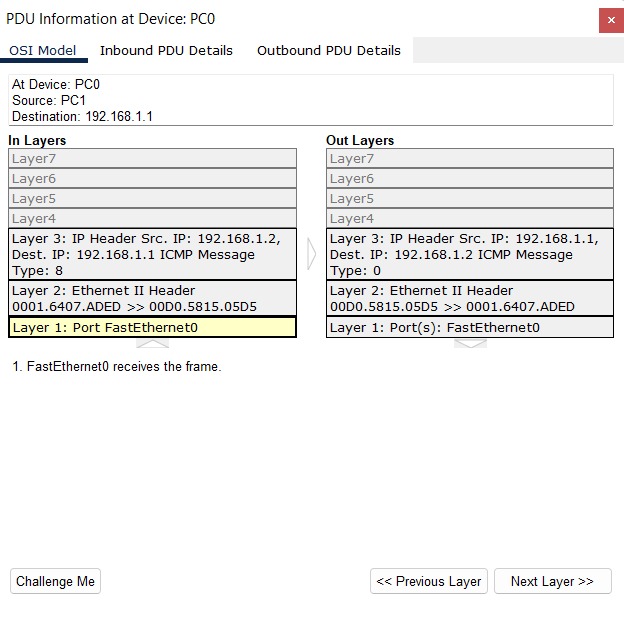 PDU Information at Device: PC0
×
OSI Model Inbound PDU Details Outbound PDU Details
At Device: PC0
Source: PC1
Destination: 192.168.1.1
In Layers
Layer7
Layer6
Layer5
Layer4
Layer 3: IP Header Src. IP: 192.168.1.2,
Dest. IP: 192.168.1.1 ICMP Message
Type: 8
Layer 2: Ethernet II Header
0001.6407.ADED >> 00D0.5815.05D5
Layer 1: Port FastEthernet0
Out Layers
Layer7
Layer6
Layer5
Layer4
Layer 3: IP Header Src. IP: 192.168.1.1,
Dest. IP: 192.168.1.2 ICMP Message
Type: 0
Layer 2: Ethernet II Header
00D0.5815.05D5 >> 0001.6407.ADED
Layer 1: Port(s): FastEthernet0
1. FastEthernet0 receives the frame.
Challenge Me
<< Previous Layer
Next Layer >>